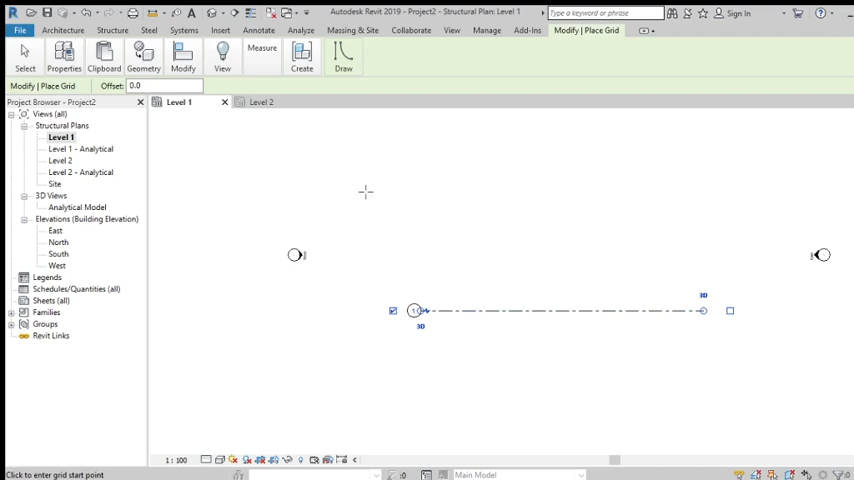 Autodesk Revit 2019 - Project2 - Structural Plan: Level 1
Type a keyword or phrase
Sign In
File Architecture Structure Steel Systems Insert Annotate Analyze Massing & Site Collaborate View Manage Add-Ins Modify | Place Grid
Select Properties Clipboard Geometry Modify View Measure Create Draw
Modify | Place Grid Offset: 0.0
Project Browser - Project2
Level 1 Level 2
Views (all)
Structural Plans
Level 1
Level 1 - Analytical
Level 2
Level 2 - Analytical
Site
3D Views
Analytical Model
Elevations (Building Elevation)
East
North
South
West
Legends
Schedules/Quantities (all)
Sheets (all)
Families
Groups
Revit Links
3D
1
3D
1 : 100
Click to enter grid start point
:0
Main Model
:0